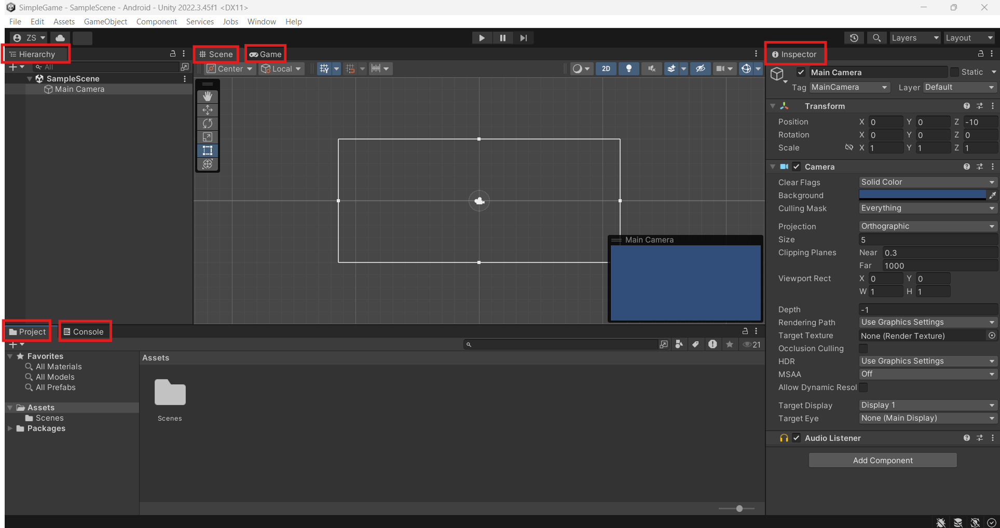 SimpleGame - SampleScene - Android - Unity 2022.3.45f1 <DX11>
File Edit Assets GameObject Component Services Jobs Window Help
ZS
Layers Layout
Hierarchy
All
SampleScene
Main Camera
Scene Game
Center Local 2D
Main Camera
Inspector
Main Camera Static
Tag MainCamera Layer Default
Transform
Position X 0 Y 0 Z -10
Rotation X 0 Y 0 Z 0
Scale X 1 Y 1 Z 1
Camera
Clear Flags Solid Color
Background
Culling Mask Everything
Projection Orthographic
Size 5
Clipping Planes Near 0.3
Far 1000
Viewport Rect X 0 Y 0
W 1 H 1
Depth -1
Rendering Path Use Graphics Settings
Target Texture None (Render Texture)
Occlusion Culling
HDR Use Graphics Settings
MSAA Off
Allow Dynamic Resol
Target Display Display 1
Target Eye None (Main Display)
Audio Listener
Add Component
Project Console
21
Favorites
All Materials
All Models
All Prefabs
Assets
Scenes
Packages
Assets
Scenes